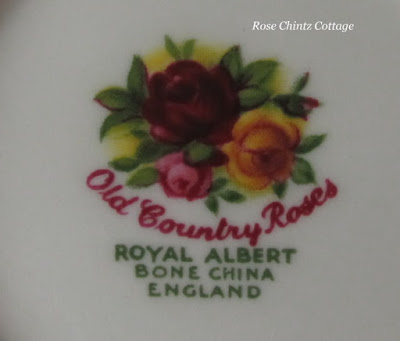 Rose Chintz Cottage
Old Country Roses
ROYAL ALBERT
BONE CHINA
ENGLAND